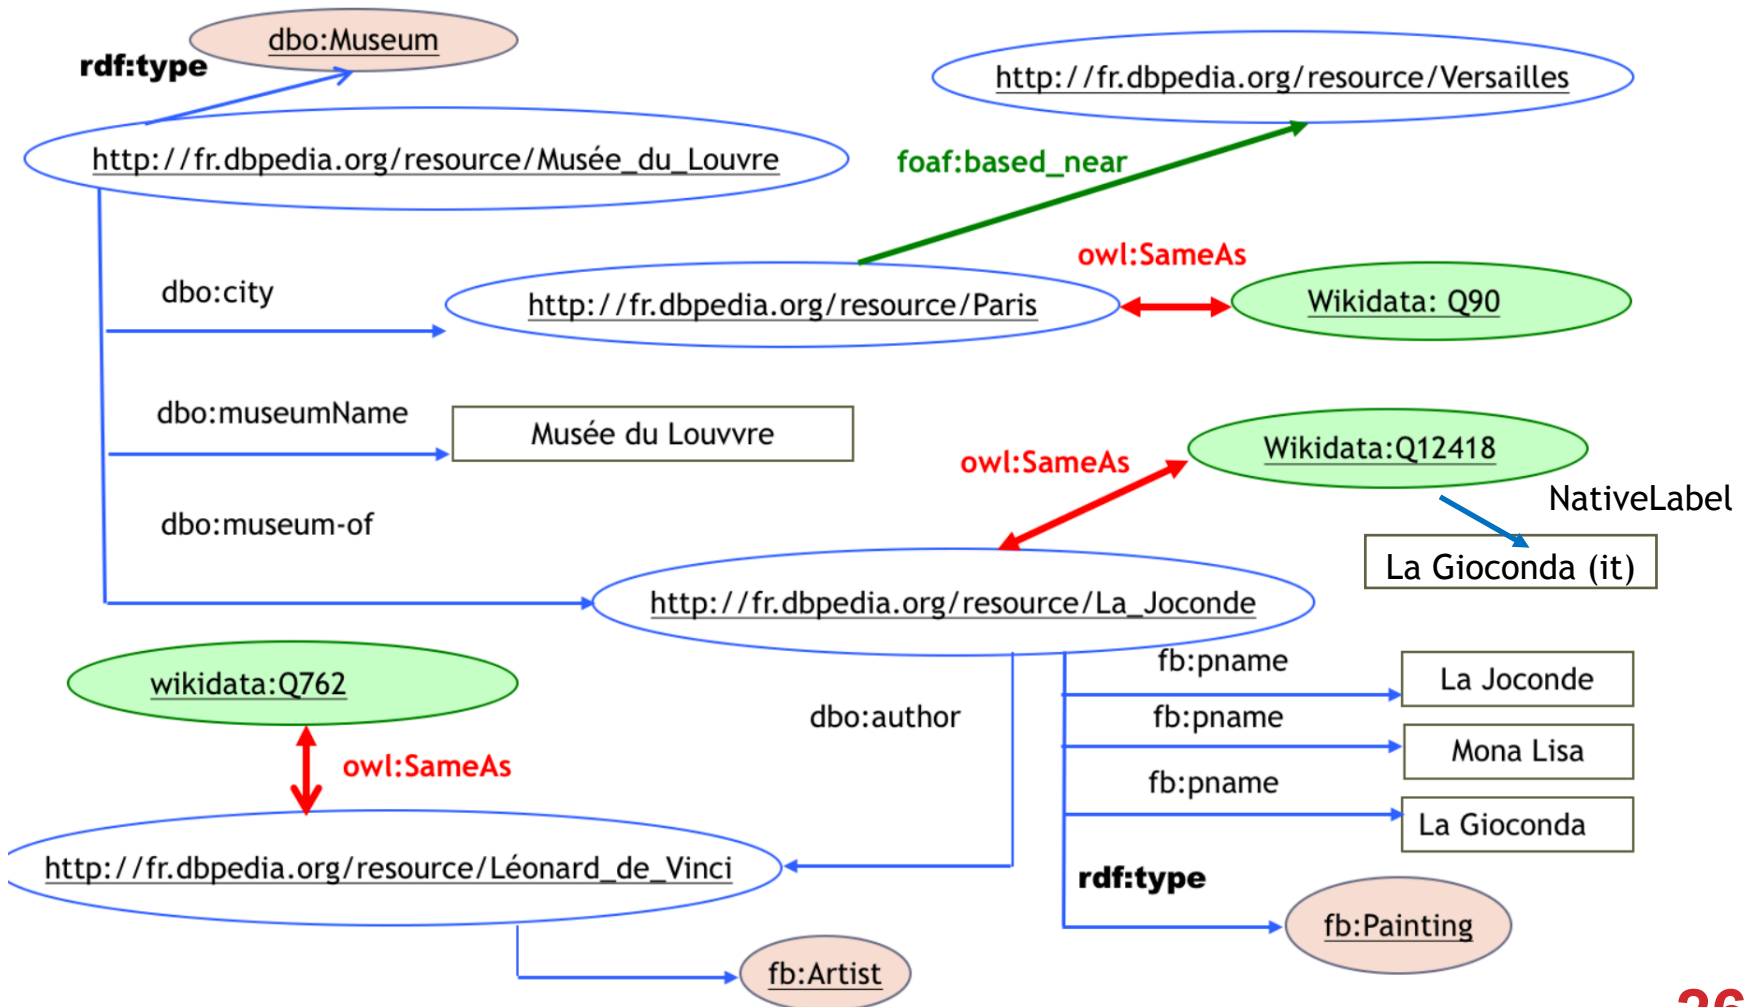 dbo:Museum
rdf:type
http://fr.dbpedia.org/resource/Versailles
http://fr.dbpedia.org/resource/Musée_du_Louvre
foaf:based_near
owl:SameAs
dbo:city
http://fr.dbpedia.org/resource/Paris
Wikidata: Q90
dbo:museumName
Musée du Louvvre
owl:SameAs
Wikidata:Q12418
NativeLabel
dbo:museum-of
La Gioconda (it)
http://fr.dbpedia.org/resource/La_Joconde
fb:pname
La Joconde
wikidata:Q762
dbo:author
fb:pname
Mona Lisa
owl:SameAs
fb:pname
La Gioconda
http://fr.dbpedia.org/resource/Léonard_de_Vinci
rdf:type
fb:Painting
fb:Artist
26